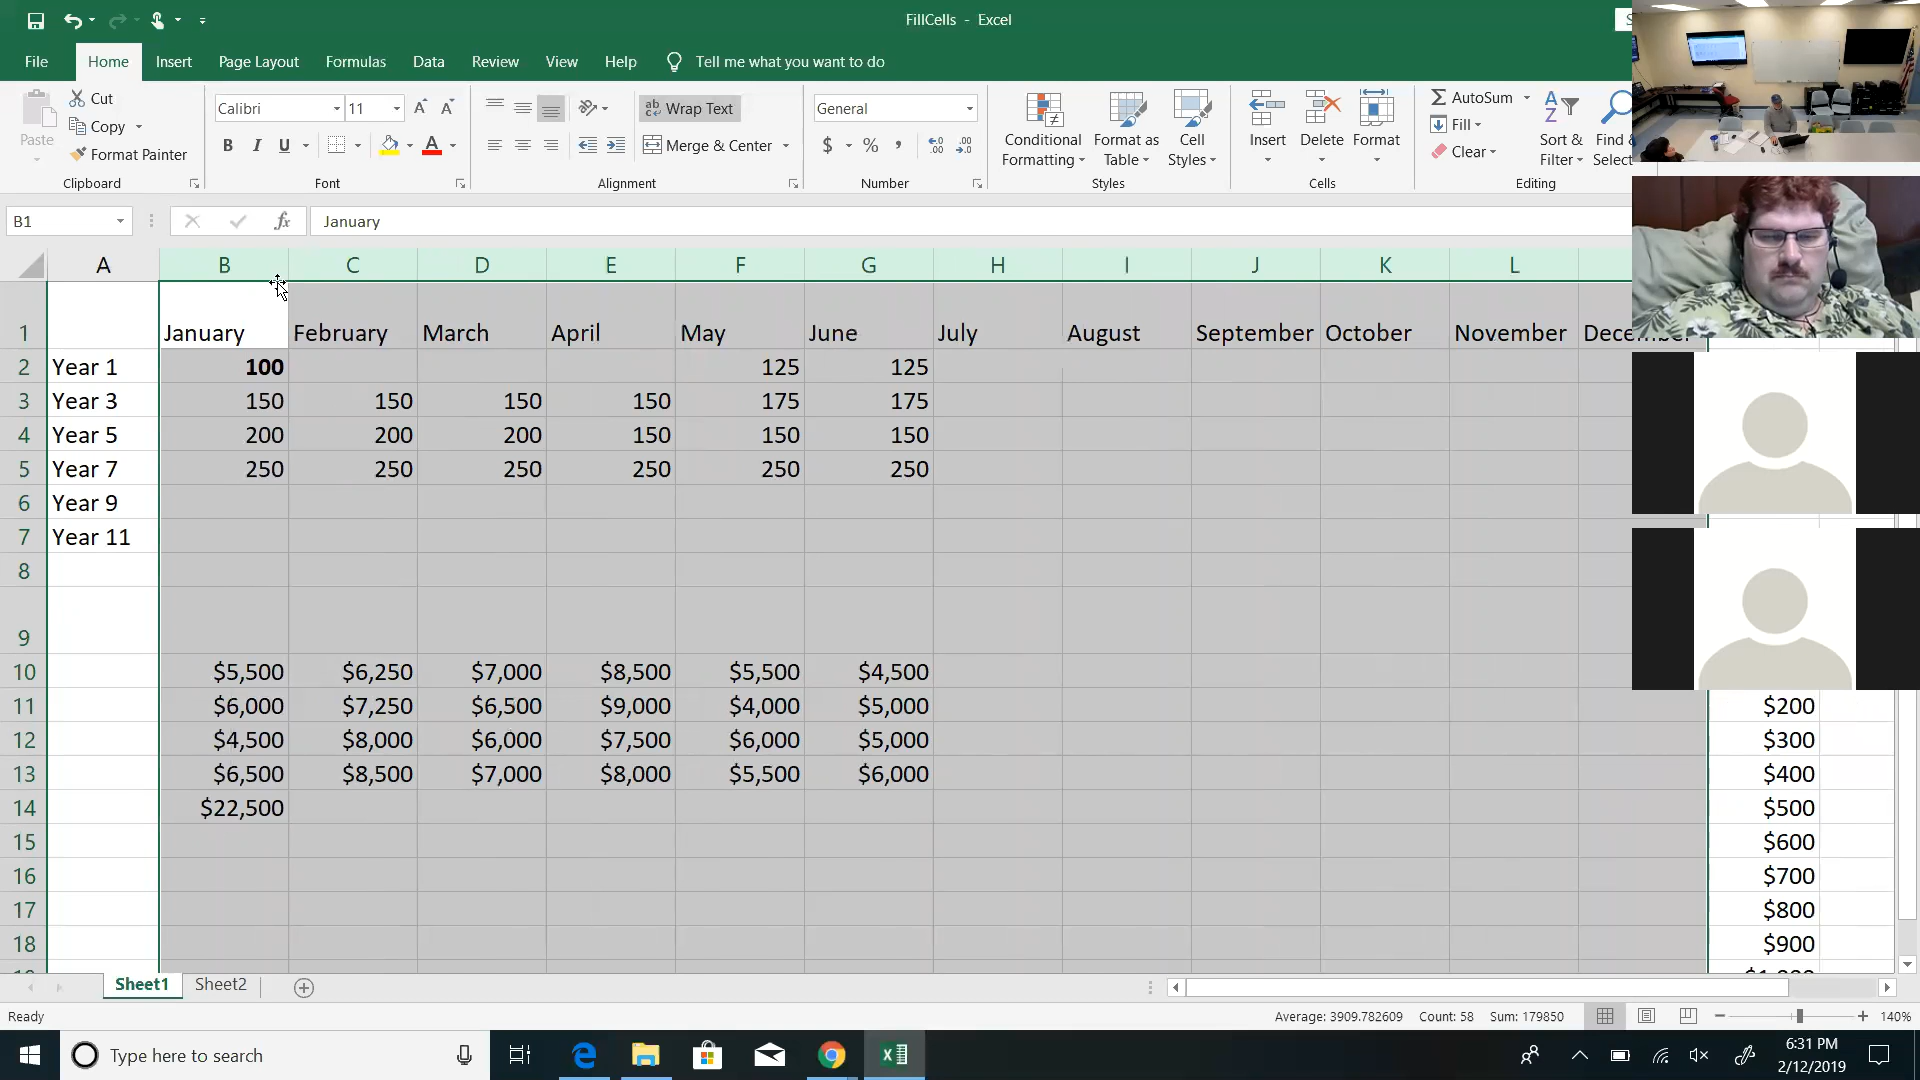 FillCells - Excel
S
File Home Insert Page Layout Formulas Data Review View Help Tell me what you want to do
Paste
Cut
Copy
Format Painter
Clipboard
Calibri 11
B I U
Font
Wrap Text
Merge & Center
Alignment
General
$ % ,
Number
Conditional Formatting
Format as Table
Cell Styles
Styles
Insert Delete Format
Cells
AutoSum
Fill
Clear
Sort & Filter
Find & Select
Editing
B1 fx January
A B C D E F G H I J K L
1 January February March April May June July August September October November December
2 Year 1 100 125 125
3 Year 3 150 150 150 150 175 175
4 Year 5 200 200 200 150 150 150
5 Year 7 250 250 250 250 250 250
6 Year 9
7 Year 11
8
9
10 $5,500 $6,250 $7,000 $8,500 $5,500 $4,500
11 $6,000 $7,250 $6,500 $9,000 $4,000 $5,000 $200
12 $4,500 $8,000 $6,000 $7,500 $6,000 $5,000 $300
13 $6,500 $8,500 $7,000 $8,000 $5,500 $6,000 $400
14 $22,500 $500
15 $600
16 $700
17 $800
18 $900
Sheet1 Sheet2
Ready Average: 3909.782609 Count: 58 Sum: 179850 140%
Type here to search
6:31 PM
2/12/2019